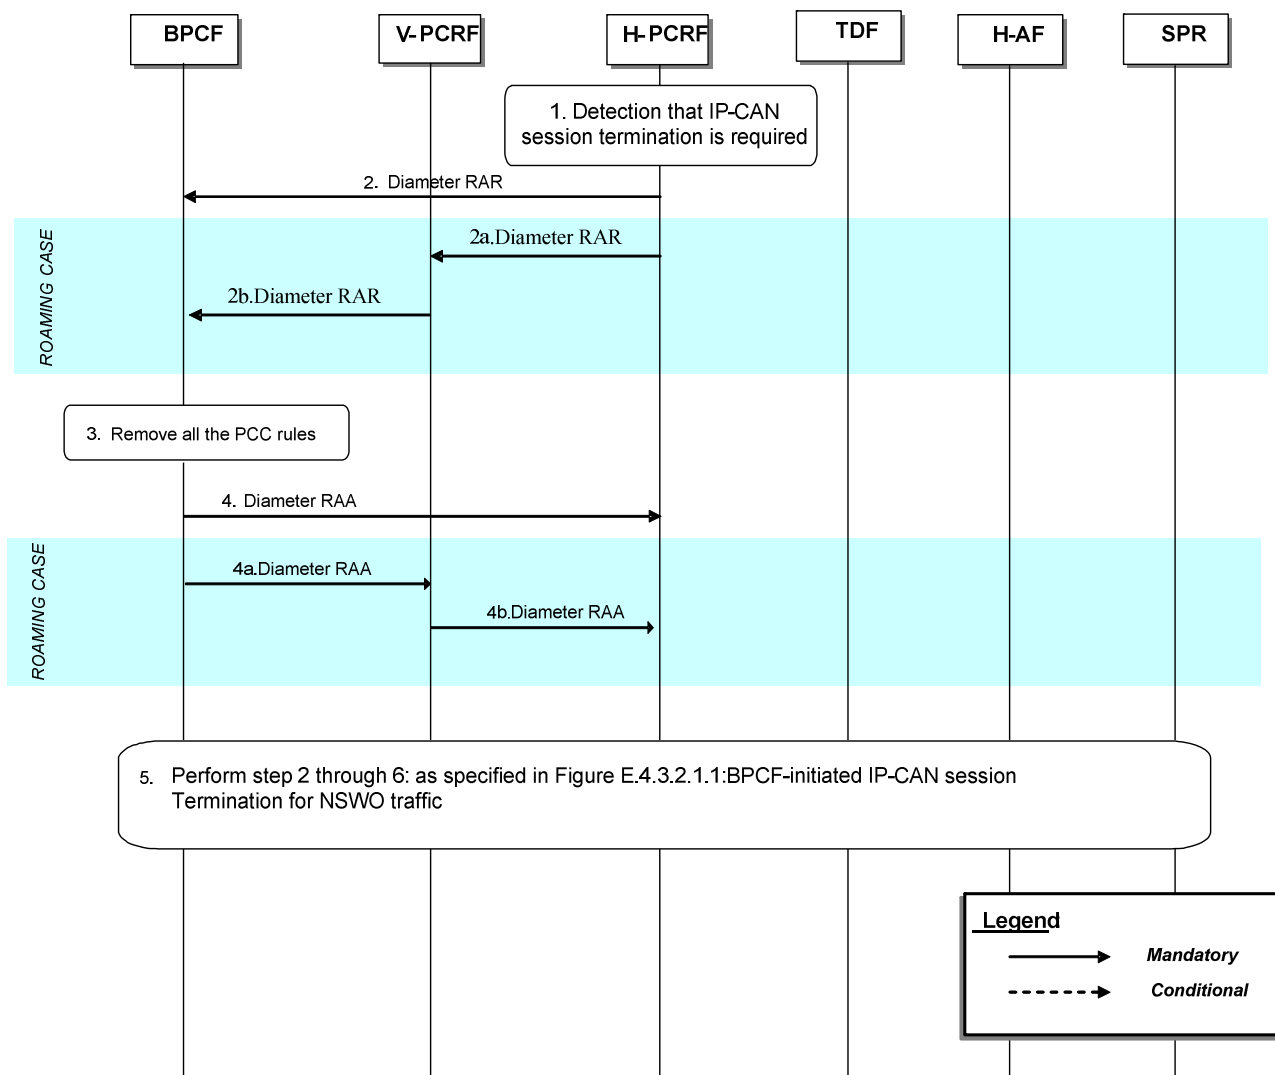 BPCF
V-PCRF
H-PCRF
TDF
H-AF
SPR
1. Detection that IP-CAN
session termination is required
2. Diameter RAR
ROAMING CASE
2a.Diameter RAR
2b.Diameter RAR
3. Remove all the PCC rules
4. Diameter RAA
ROAMING CASE
4a.Diameter RAA
4b.Diameter RAA
5. Perform step 2 through 6: as specified in Figure E.4.3.2.1.1:BPCF-initiated IP-CAN session
Termination for NSWO traffic
Legend
Mandatory
Conditional